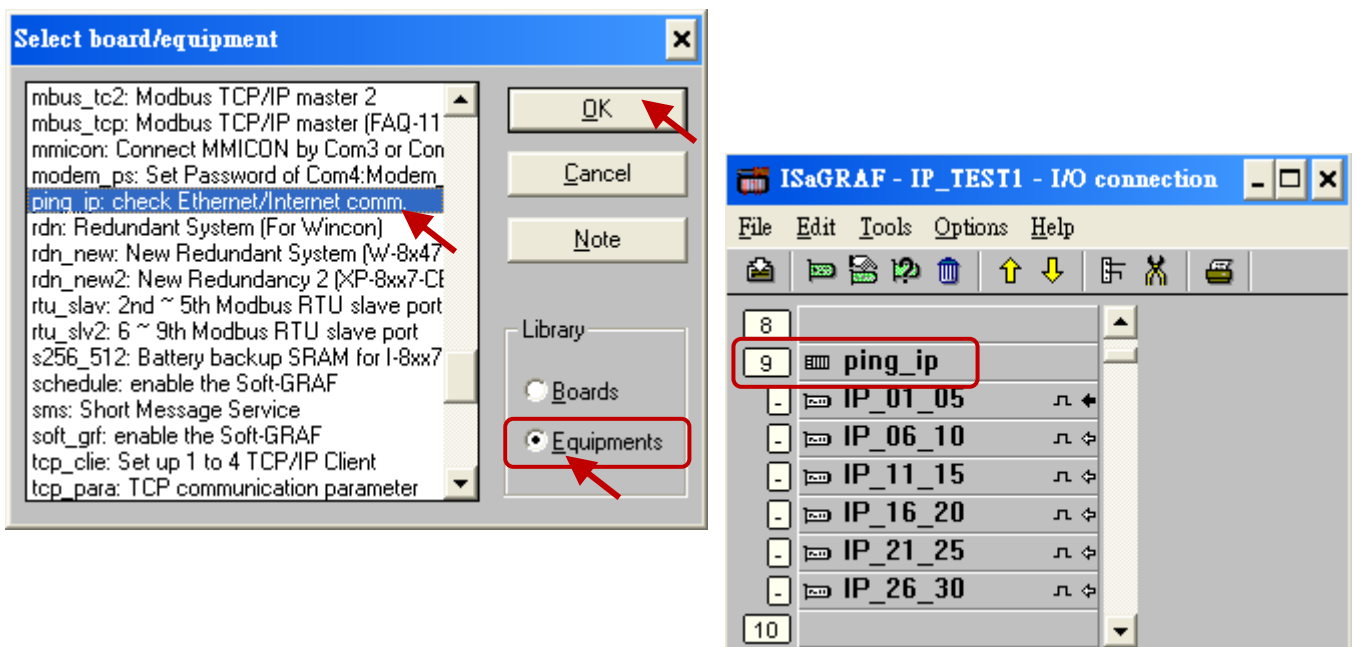 Select board/equipment
mbus_tc2: Modbus TCP/IP master 2
mbus_tcp: Modbus TCP/IP master (FAQ-11
mmicon: Connect MMICON by Com3 or Con
modem_ps: Set Password of Com4:Modem_
ping_ip: check Ethernet/Internet comm.
rdn: Redundant System (For Wincon)
rdn_new: New Redundant System (W-8x47
rdn_new2: New Redundancy 2 (XP-8xx7-CE
rtu_slav: 2nd ~ 5th Modbus RTU slave port
rtu_slv2: 6 ~ 9th Modbus RTU slave port
s256_512: Battery backup SRAM for I-8xx7
schedule: enable the Soft-GRAF
sms: Short Message Service
soft_grf: enable the Soft-GRAF
tcp_clie: Set up 1 to 4 TCP/IP Client
tcp_para: TCP communication parameter
OK
Cancel
Note
Library
Boards
Equipments
ISaGRAF - IP_TEST1 - I/O connection
File Edit Tools Options Help
8
9 ping_ip
- IP_01_05
- IP_06_10
- IP_11_15
- IP_16_20
- IP_21_25
- IP_26_30
10